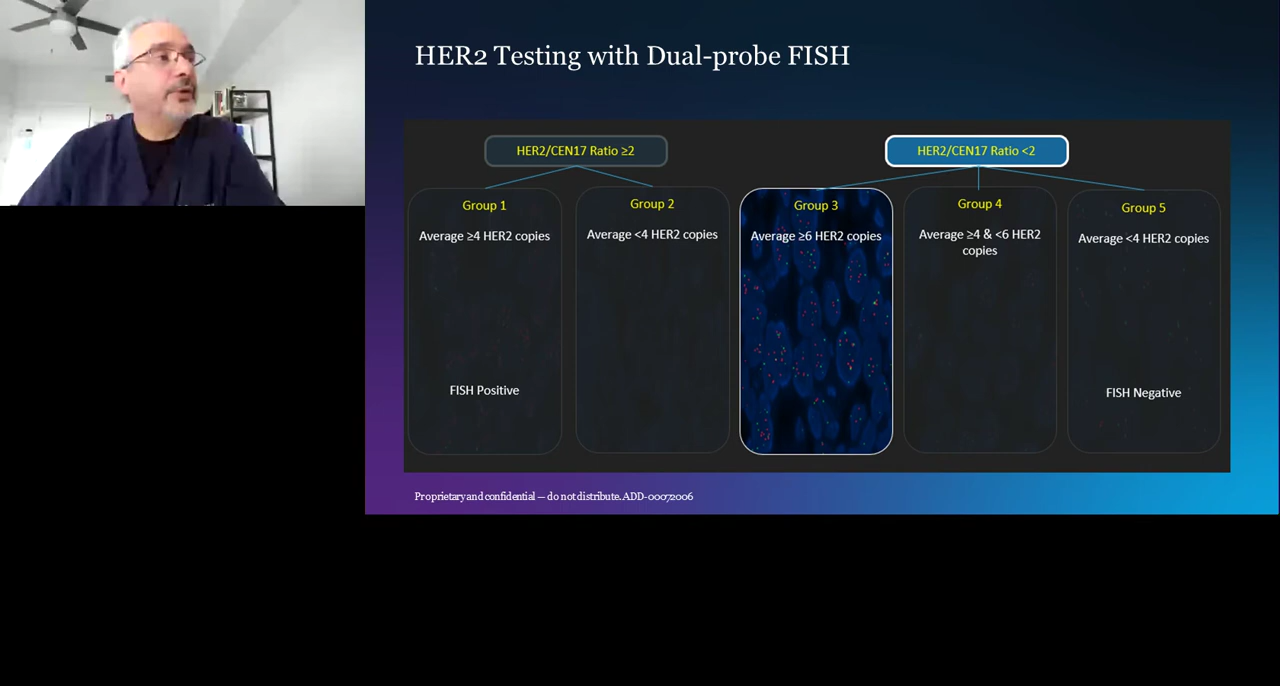 HER2 Testing with Dual-probe FISH
HER2/CEN17 Ratio ≥2
HER2/CEN17 Ratio <2
Group 1
Average ≥4 HER2 copies
FISH Positive
Group 2
Average <4 HER2 copies
Group 3
Average ≥6 HER2 copies
Group 4
Average ≥4 & <6 HER2
copies
Group 5
Average <4 HER2 copies
FISH Negative
Proprietary and confidential — do not distribute. ADD-00072006